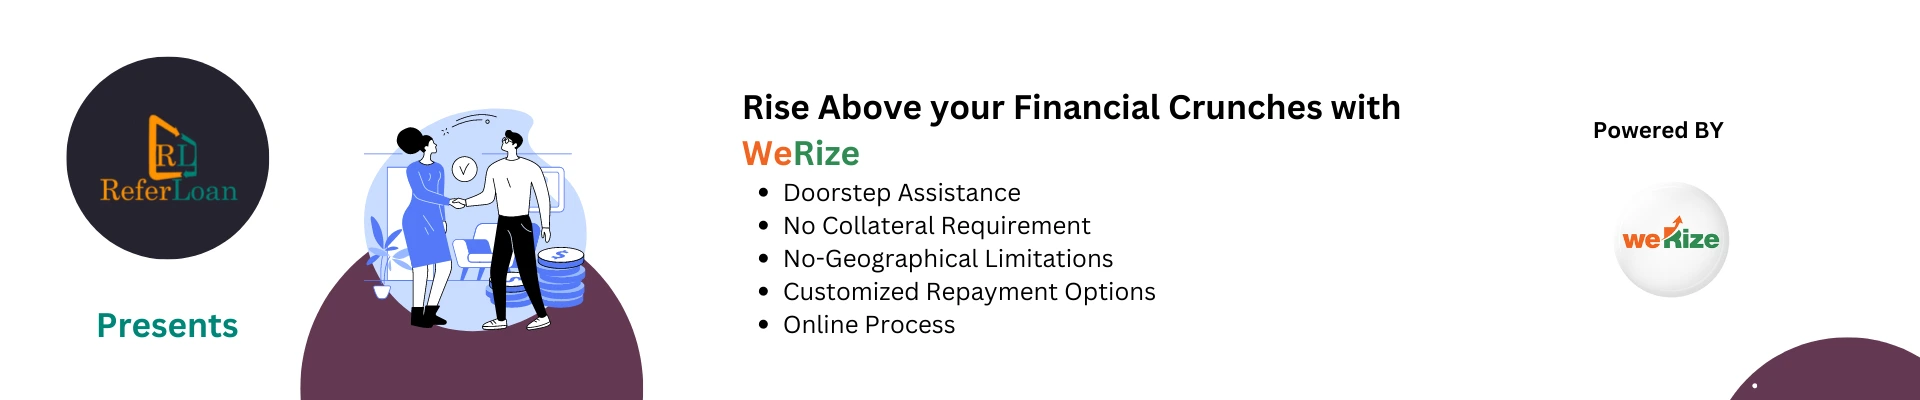 RL
ReferLoan
Presents
Rise Above your Financial Crunches with
WeRize
• Doorstep Assistance
• No Collateral Requirement
• No-Geographical Limitations
• Customized Repayment Options
• Online Process
Powered BY
weRize
$